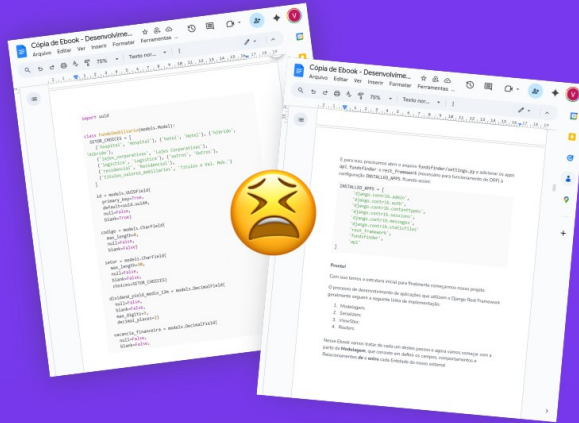 Cópia de Ebook - Desenvolvime...
Arquivo Editar Ver Inserir Formatar Ferramentas ...
75% Texto nor...
import uuid
class FundoImobiliario(models.Model):
SETOR_CHOICES = [
('hospital', 'Hospital'), ('hotel', 'Hotel'), ('hibrido',
'Híbrido'),
('lajes_corporativas', 'Lajes Corporativas'),
('logistica', 'Logística'), ('outros', 'Outros'),
('residencial', 'Residencial'),
('titulos_valores_mobiliarios', 'Títulos e Val. Mob.')
]
id = models.UUIDField(
primary_key=True,
default=uuid.uuid4,
null=False,
blank=True)
codigo = models.CharField(
max_length=8,
null=False,
blank=False)
setor = models.CharField(
max_length=30,
null=False,
blank=False,
choices=SETOR_CHOICES)
dividend_yield_medio_12m = models.DecimalField(
null=False,
blank=False,
max_digits=5,
decimal_places=2)
vacancia_financeira = models.DecimalField(
null=False,
blank=False,
V
Cópia de Ebook - Desenvolvime...
Arquivo Editar Ver Inserir Formatar Ferramentas ...
75% Texto nor...
V
E para isso, precisamos abrir o arquivo fundsfinder/settings.py e adicionar os apps
api, fundsfinder e rest_framework (necessário para funcionamento do DRF) à
configuração INSTALLED_APPS, ficando assim:
INSTALLED_APPS = [
'django.contrib.admin',
'django.contrib.auth',
'django.contrib.contenttypes',
'django.contrib.sessions',
'django.contrib.messages',
'django.contrib.staticfiles',
'rest_framework',
'fundsfinder',
'api'
]
Pronto!
Com isso temos a estrutura inicial para finalmente começarmos nosso projeto.
O processo de desenvolvimento de aplicações que utilizam o Django Rest Framework
geralmente seguem a seguinte linha de implementação:
1. Modelagem;
2. Serializers;
3. ViewSets;
4. Routers.
Nesse Ebook vamos tratar de cada um destes passos e agora vamos começar com a
parte de Modelagem, que consiste em definir os campos, comportamentos e
Relacionamentos de cada Entidade do nosso sistema!